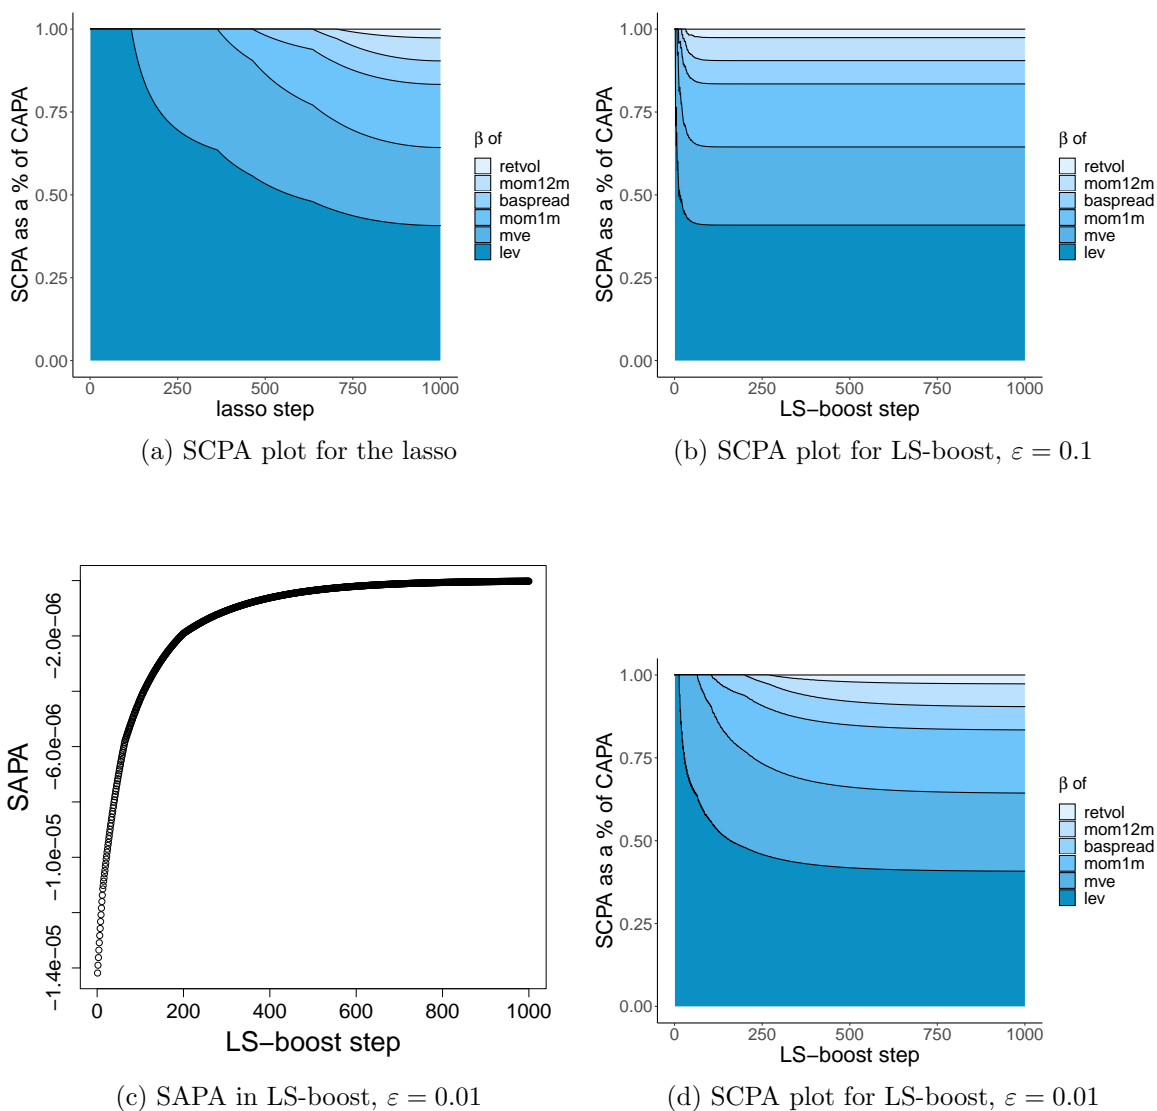 SCPA as a % of CAPA
1.00
0.75
0.50
0.25
0.00
0 250 500 750 1000
lasso step
β of
retvol
mom12m
baspread
mom1m
mve
lev
(a) SCPA plot for the lasso
SCPA as a % of CAPA
1.00
0.75
0.50
0.25
0.00
0 250 500 750 1000
LS−boost step
β of
retvol
mom12m
baspread
mom1m
mve
lev
(b) SCPA plot for LS-boost, ε = 0.1
SAPA
−2.0e−06
−6.0e−06
−1.0e−05
−1.4e−05
0 200 400 600 800 1000
LS−boost step
(c) SAPA in LS-boost, ε = 0.01
SCPA as a % of CAPA
1.00
0.75
0.50
0.25
0.00
0 250 500 750 1000
LS−boost step
β of
retvol
mom12m
baspread
mom1m
mve
lev
(d) SCPA plot for LS-boost, ε = 0.01